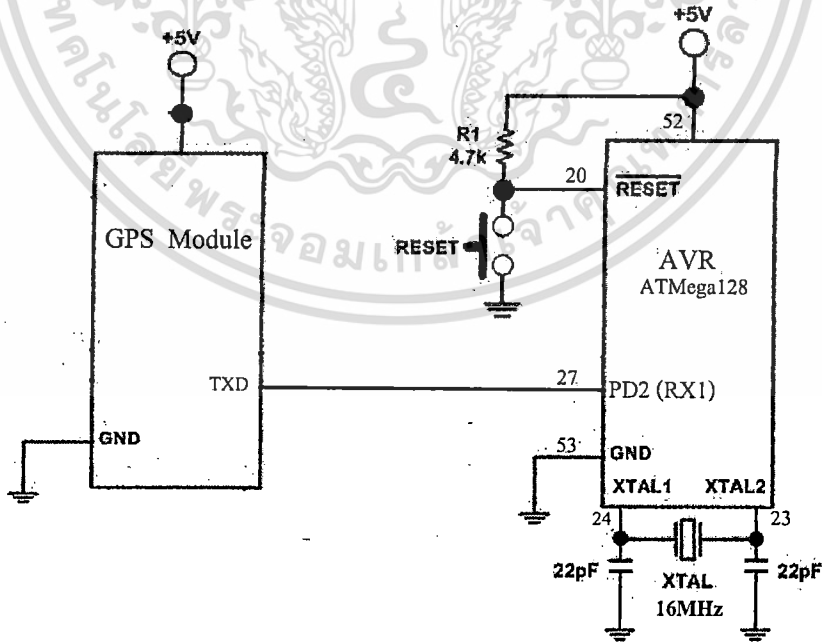 +5V
GPS Module
TXD
GND
+5V
52
R1
4.7k
20
RESET
RESET
AVR
ATMega128
27
PD2 (RX1)
53
GND
XTAL1
XTAL2
24
23
22pF
XTAL
16MHz
22pF